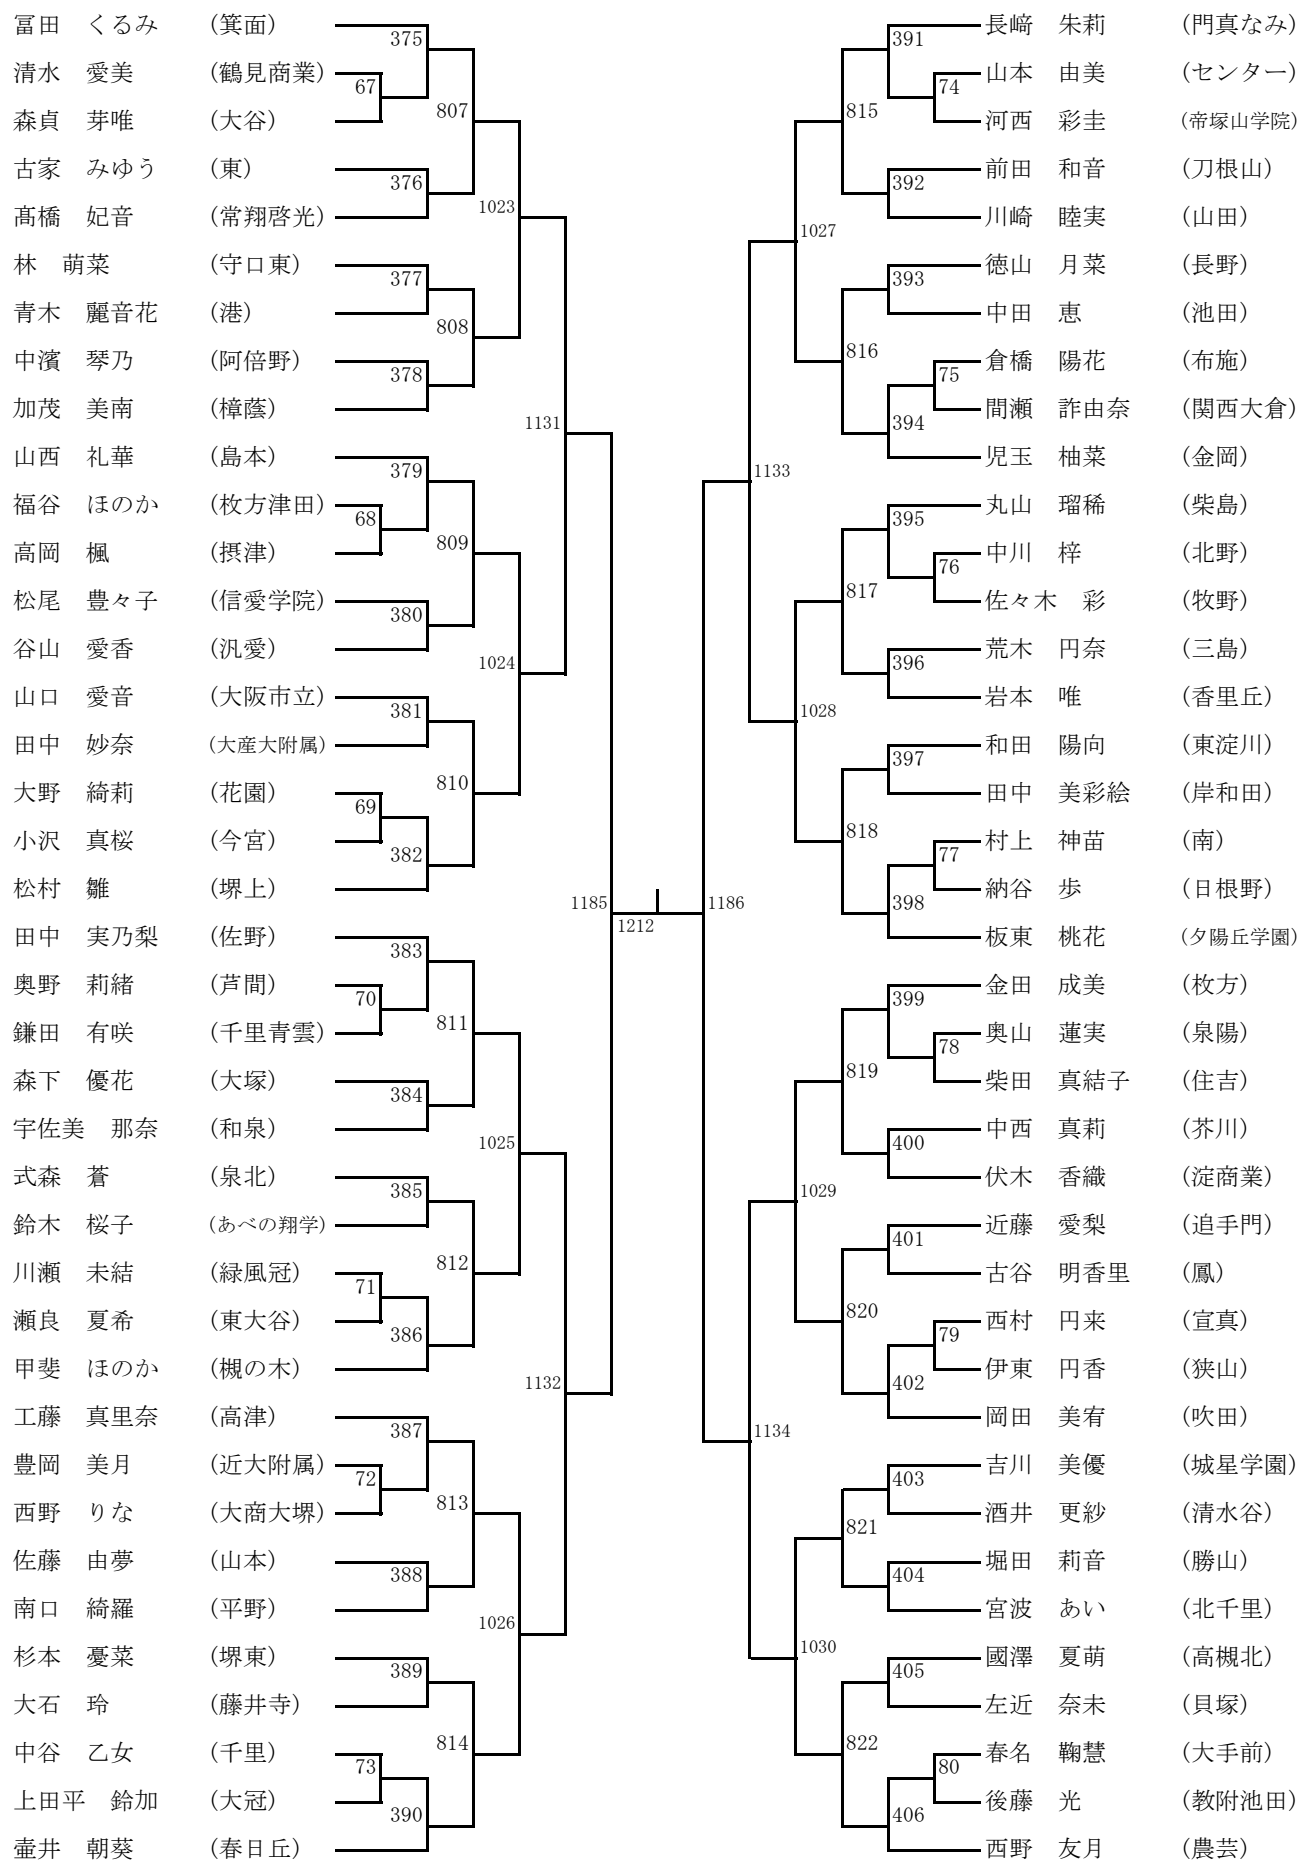 冨田　くるみ　(箕面)
375
清水　愛美　(鶴見商業)
67
森貞　芽唯　(大谷)
807
古家　みゆう　(東)
376
髙橋　妃音　(常翔啓光)
1023
林　萌菜　(守口東)
377
青木　麗音花　(港)
808
中濱　琴乃　(阿倍野)
378
加茂　美南　(樟蔭)
1131
山西　礼華　(島本)
379
福谷　ほのか　(枚方津田)
68
高岡　楓　(摂津)
809
松尾　豊々子　(信愛学院)
380
谷山　愛香　(汎愛)
1024
山口　愛音　(大阪市立)
381
田中　妙奈　(大産大附属)
810
大野　綺莉　(花園)
69
小沢　真桜　(今宮)
382
松村　雛　(堺上)
1185
1212
田中　実乃梨　(佐野)
383
奥野　莉緒　(芦間)
70
鎌田　有咲　(千里青雲)
811
森下　優花　(大塚)
384
宇佐美　那奈　(和泉)
1025
式森　蒼　(泉北)
385
鈴木　桜子　(あべの翔学)
812
川瀬　未結　(緑風冠)
71
瀬良　夏希　(東大谷)
386
甲斐　ほのか　(槻の木)
1132
工藤　真里奈　(高津)
387
豊岡　美月　(近大附属)
72
西野　りな　(大商大堺)
813
佐藤　由夢　(山本)
388
南口　綺羅　(平野)
1026
杉本　憂菜　(堺東)
389
大石　玲　(藤井寺)
814
中谷　乙女　(千里)
73
上田平　鈴加　(大冠)
390
壷井　朝葵　(春日丘)
長﨑　朱莉　(門真なみ)
391
山本　由美　(センター)
74
河西　彩圭　(帝塚山学院)
815
前田　和音　(刀根山)
392
川崎　睦実　(山田)
1027
徳山　月菜　(長野)
393
中田　恵　(池田)
816
倉橋　陽花　(布施)
75
間瀬　詐由奈　(関西大倉)
394
児玉　柚菜　(金岡)
1133
丸山　瑠稀　(柴島)
395
中川　梓　(北野)
76
佐々木　彩　(牧野)
817
荒木　円奈　(三島)
396
岩本　唯　(香里丘)
1028
和田　陽向　(東淀川)
397
田中　美彩絵　(岸和田)
818
村上　神苗　(南)
77
納谷　歩　(日根野)
398
板東　桃花　(夕陽丘学園)
1186
金田　成美　(枚方)
399
奥山　蓮実　(泉陽)
78
柴田　真結子　(住吉)
819
中西　真莉　(芥川)
400
伏木　香織　(淀商業)
1029
近藤　愛梨　(追手門)
401
古谷　明香里　(鳳)
820
西村　円来　(宣真)
79
伊東　円香　(狭山)
402
岡田　美宥　(吹田)
1134
吉川　美優　(城星学園)
403
酒井　更紗　(清水谷)
821
堀田　莉音　(勝山)
404
宮波　あい　(北千里)
1030
國澤　夏萌　(高槻北)
405
左近　奈未　(貝塚)
822
春名　鞠慧　(大手前)
80
後藤　光　(教附池田)
406
西野　友月　(農芸)